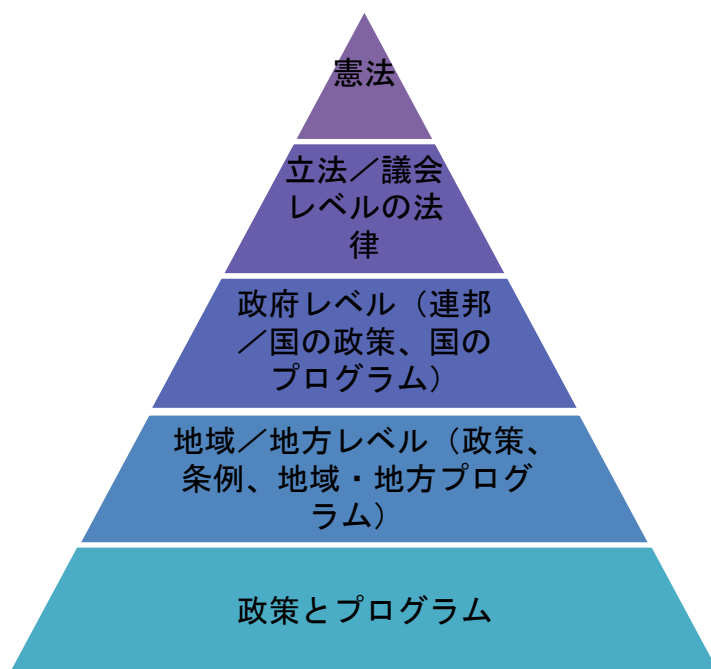 憲法
立法／議会
レベルの法
律
政府レベル（連邦
／国の政策、国の
プログラム）
地域／地方レベル（政策、
条例、地域・地方プログ
ラム）
政策とプログラム